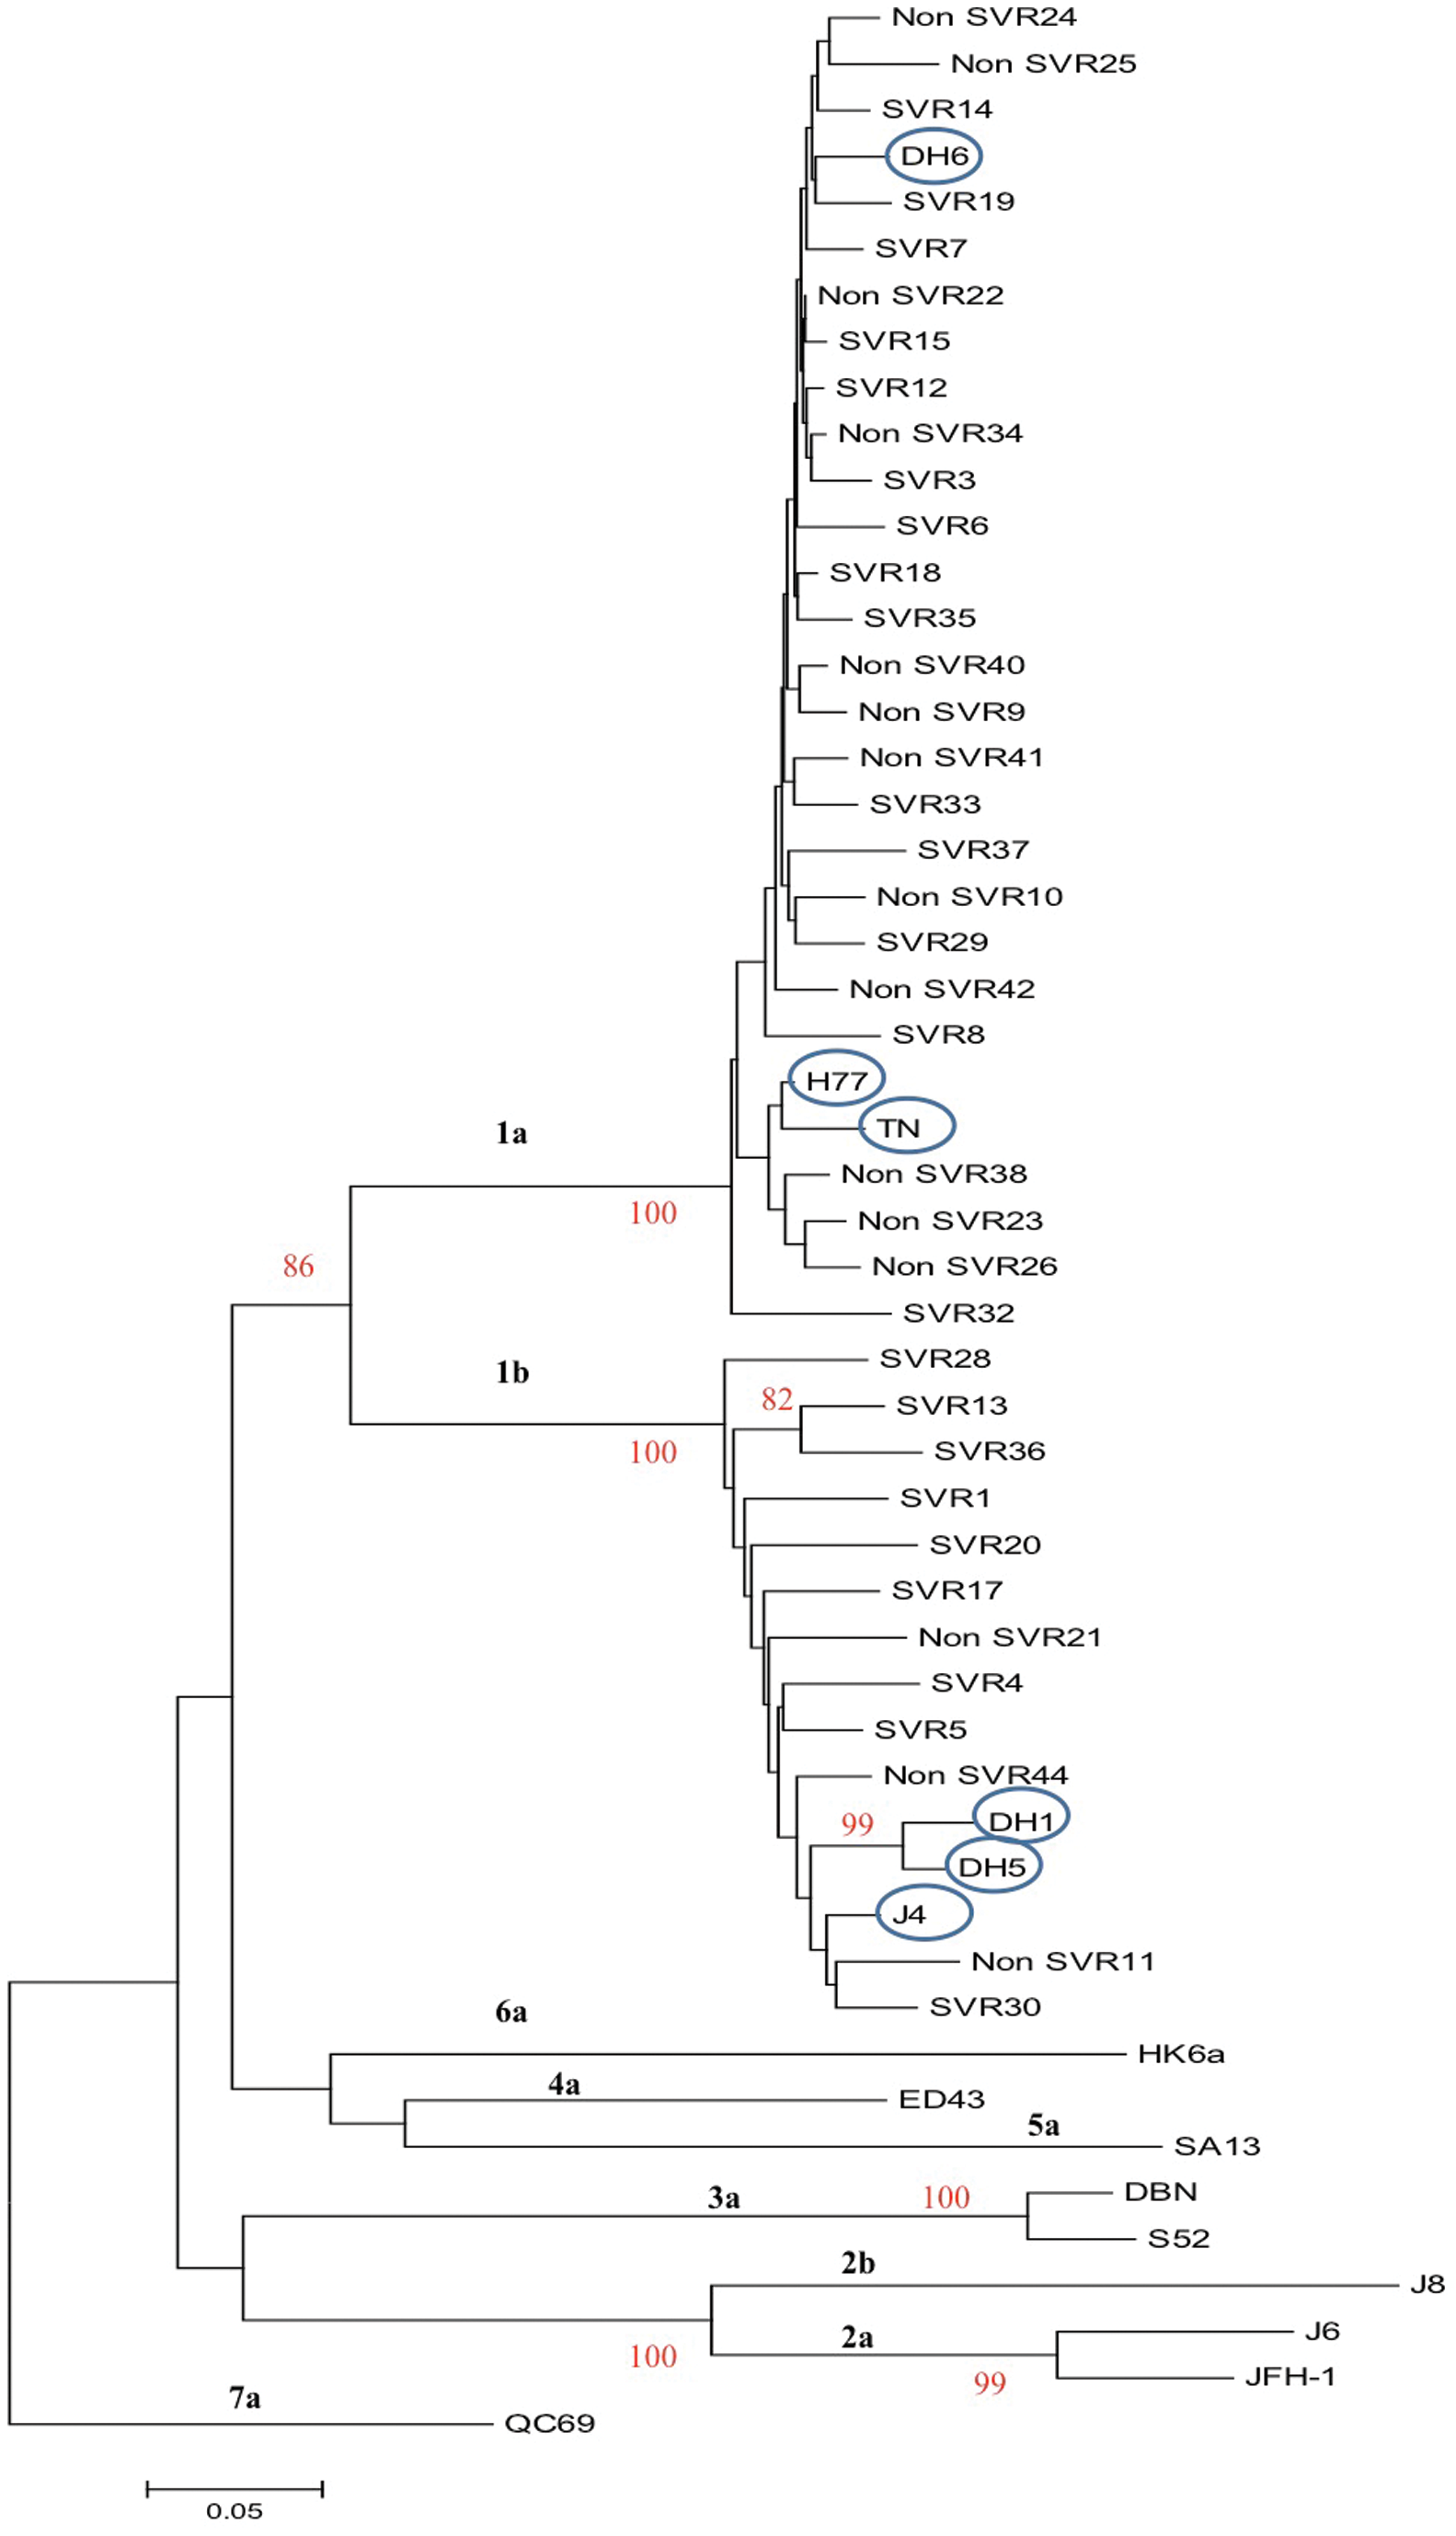 Non SVR24
Non SVR25
SVR14
DH6
SVR19
SVR7
Non SVR22
SVR15
SVR12
Non SVR34
SVR3
SVR6
SVR18
SVR35
Non SVR40
Non SVR9
Non SVR41
SVR33
SVR37
Non SVR10
SVR29
Non SVR42
SVR8
H77
TN
1a
Non SVR38
100
Non SVR23
86
Non SVR26
SVR32
SVR28
1b
82
SVR13
100
SVR36
SVR1
SVR20
SVR17
Non SVR21
SVR4
SVR5
Non SVR44
99
DH1
DH5
J4
Non SVR11
SVR30
6a
HK6a
4a
ED43
5a
SA13
3a
100
DBN
S52
2b
J8
J6
2a
100
99
JFH-1
7a
QC69
0.05